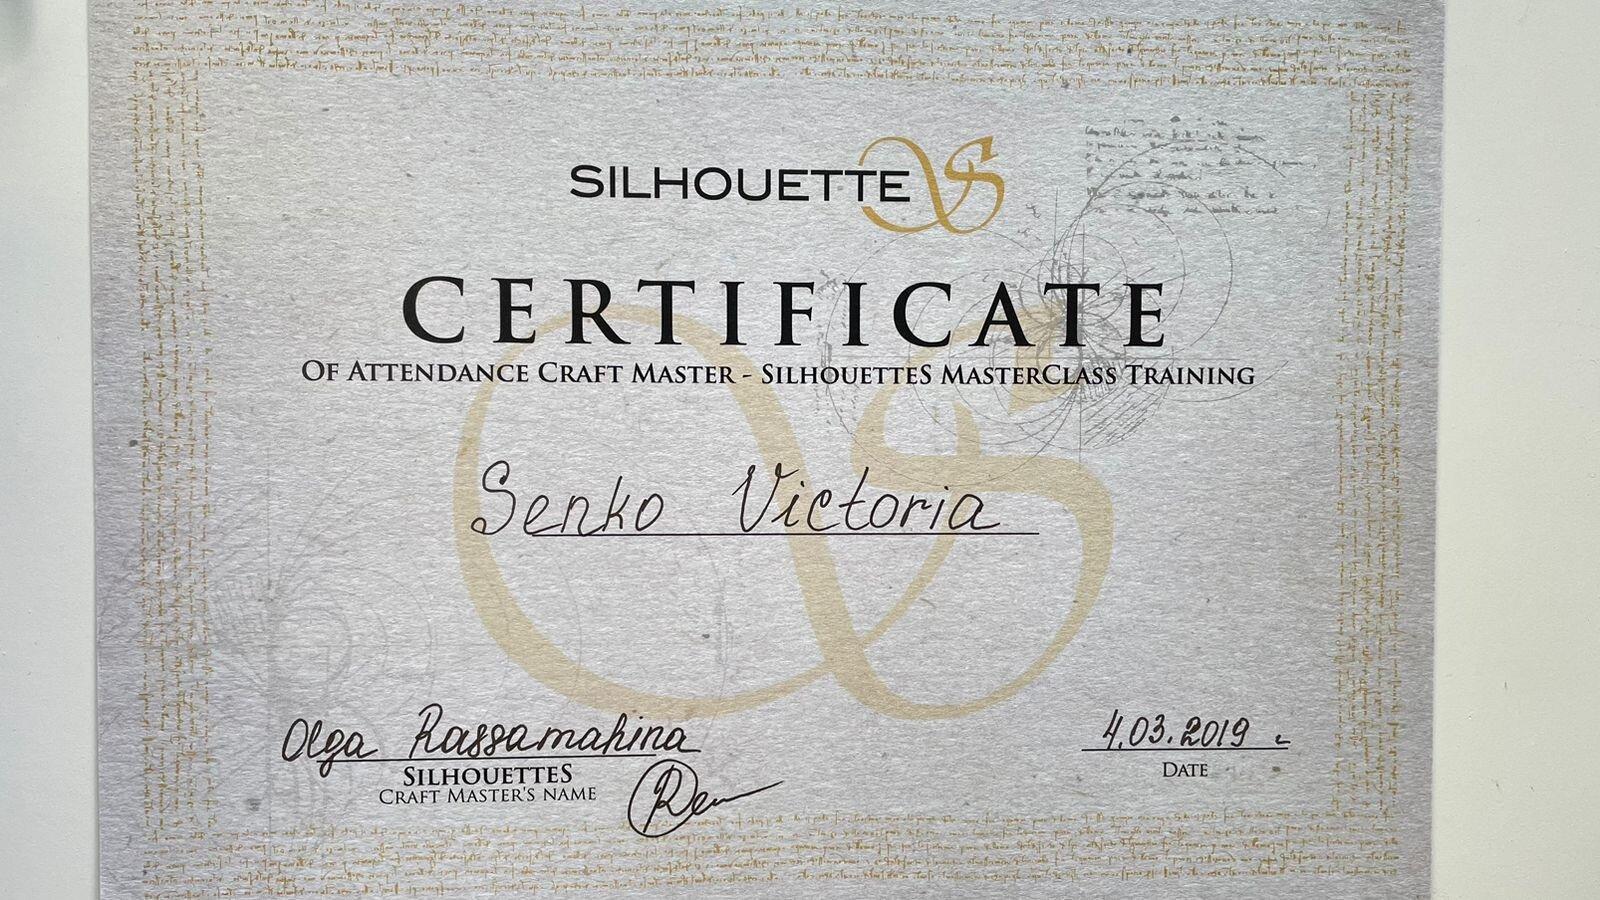 SILHOUETTE S
CERTIFICATE
OF ATTENDANCE CRAFT MASTER - SILHOUETTES MASTERCLASS TRAINING
Senko Victoria
Olga Rassamahina
SILHOUETTES
CRAFT MASTER'S NAME
4.03.2019
DATE